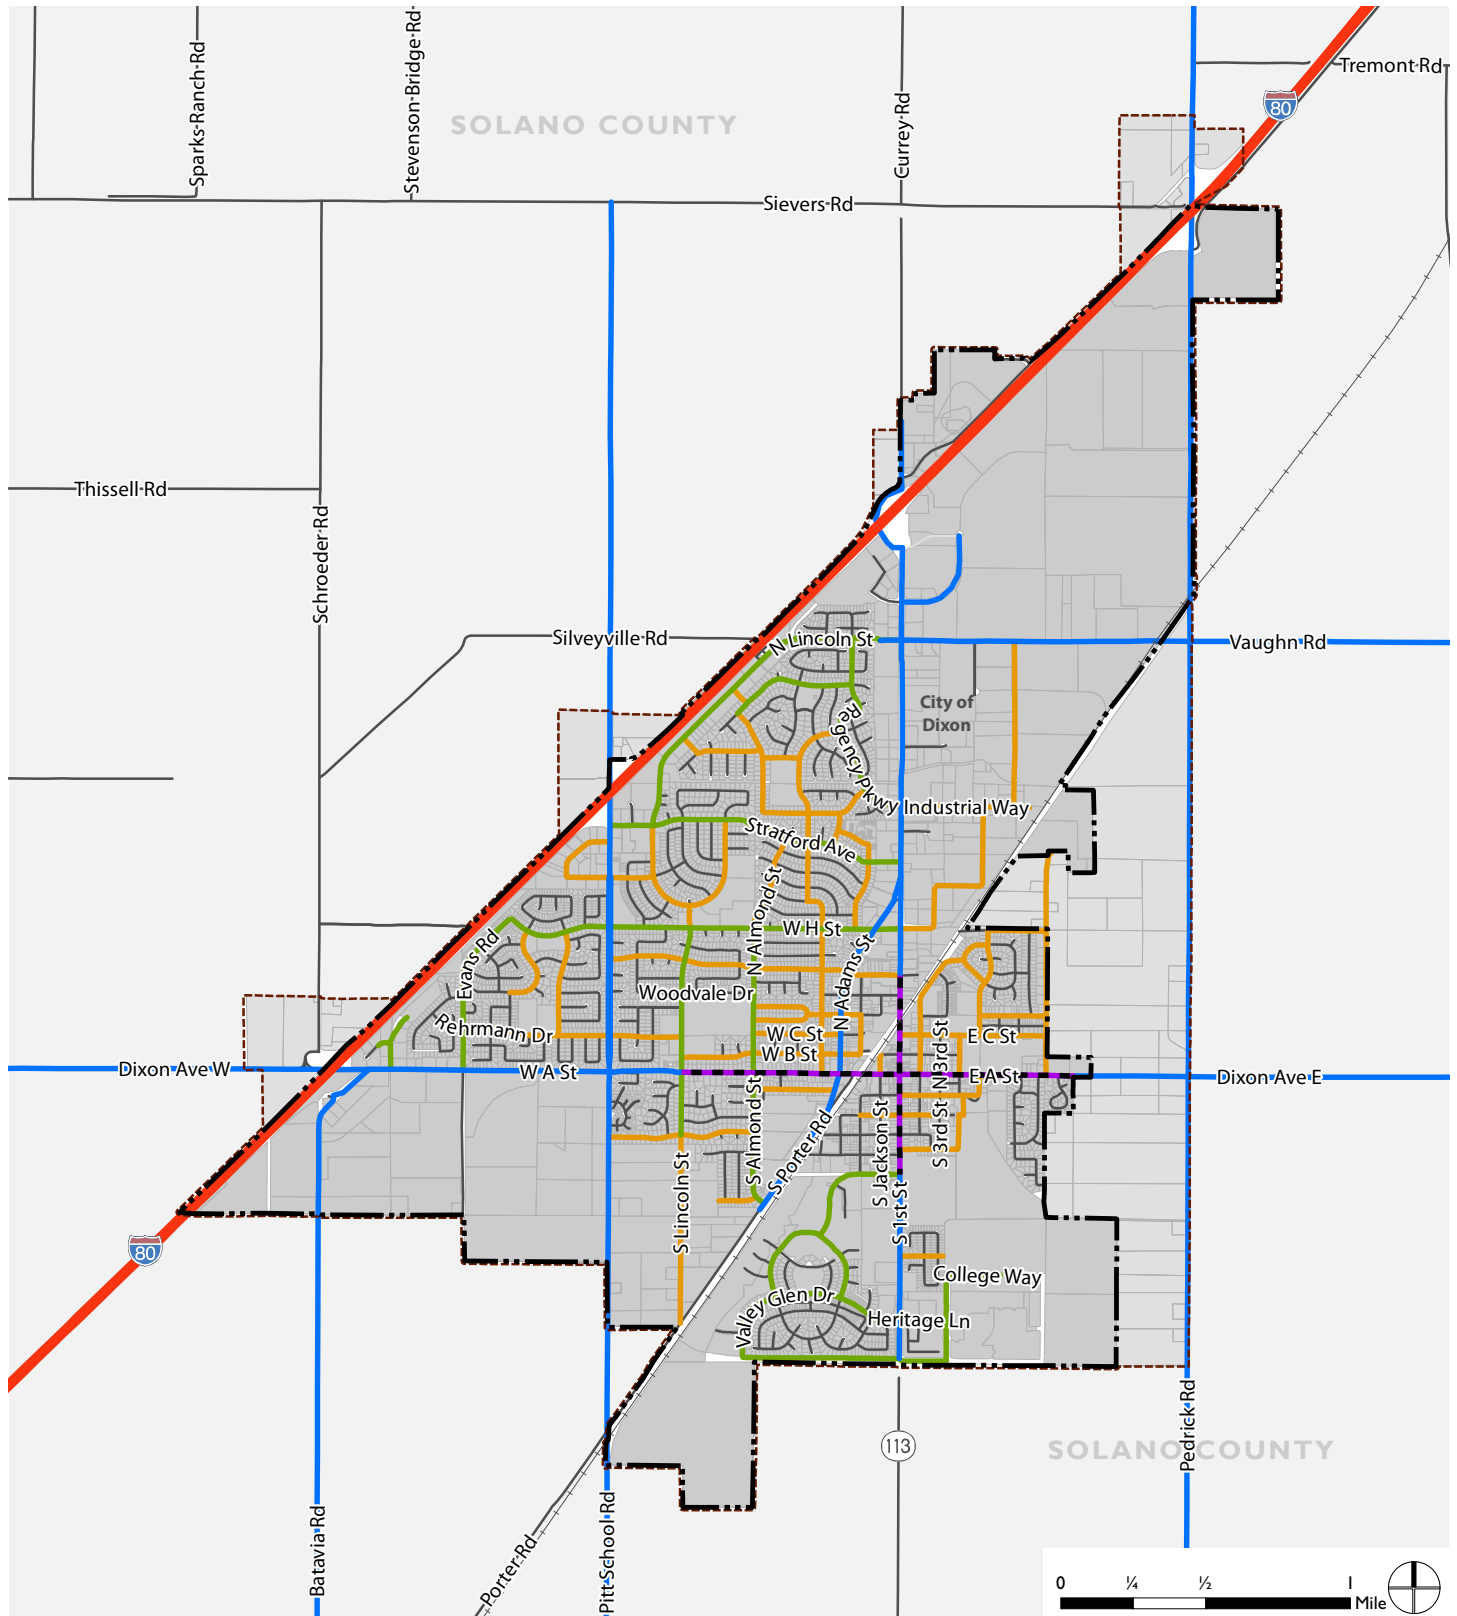 Sparks Ranch Rd
Stevenson Bridge Rd
Currey Rd
Tremont Rd
80
SOLANO COUNTY
Sievers Rd
Thissell Rd
Schroeder Rd
Silveyville Rd
N Lincoln St
Vaughn Rd
City of
Dixon
Regency Pkwy
Industrial Way
Stratford Ave
N Almond St
W H St
Evans Rd
N Adams St
Woodvale Dr
Rehrmann Dr
W C St
W B St
N 3rd St
E C St
Dixon Ave W
W A St
E A St
Dixon Ave E
S Almond St
S Porter Rd
S Jackson St
S 3rd St
S Lincoln St
S 1st St
80
College Way
Valley Glen Dr
Heritage Ln
Pedrick Rd
113
SOLANO COUNTY
Batavia Rd
Porter Rd
Pitt School Rd
0 ¼ ½ 1
Mile